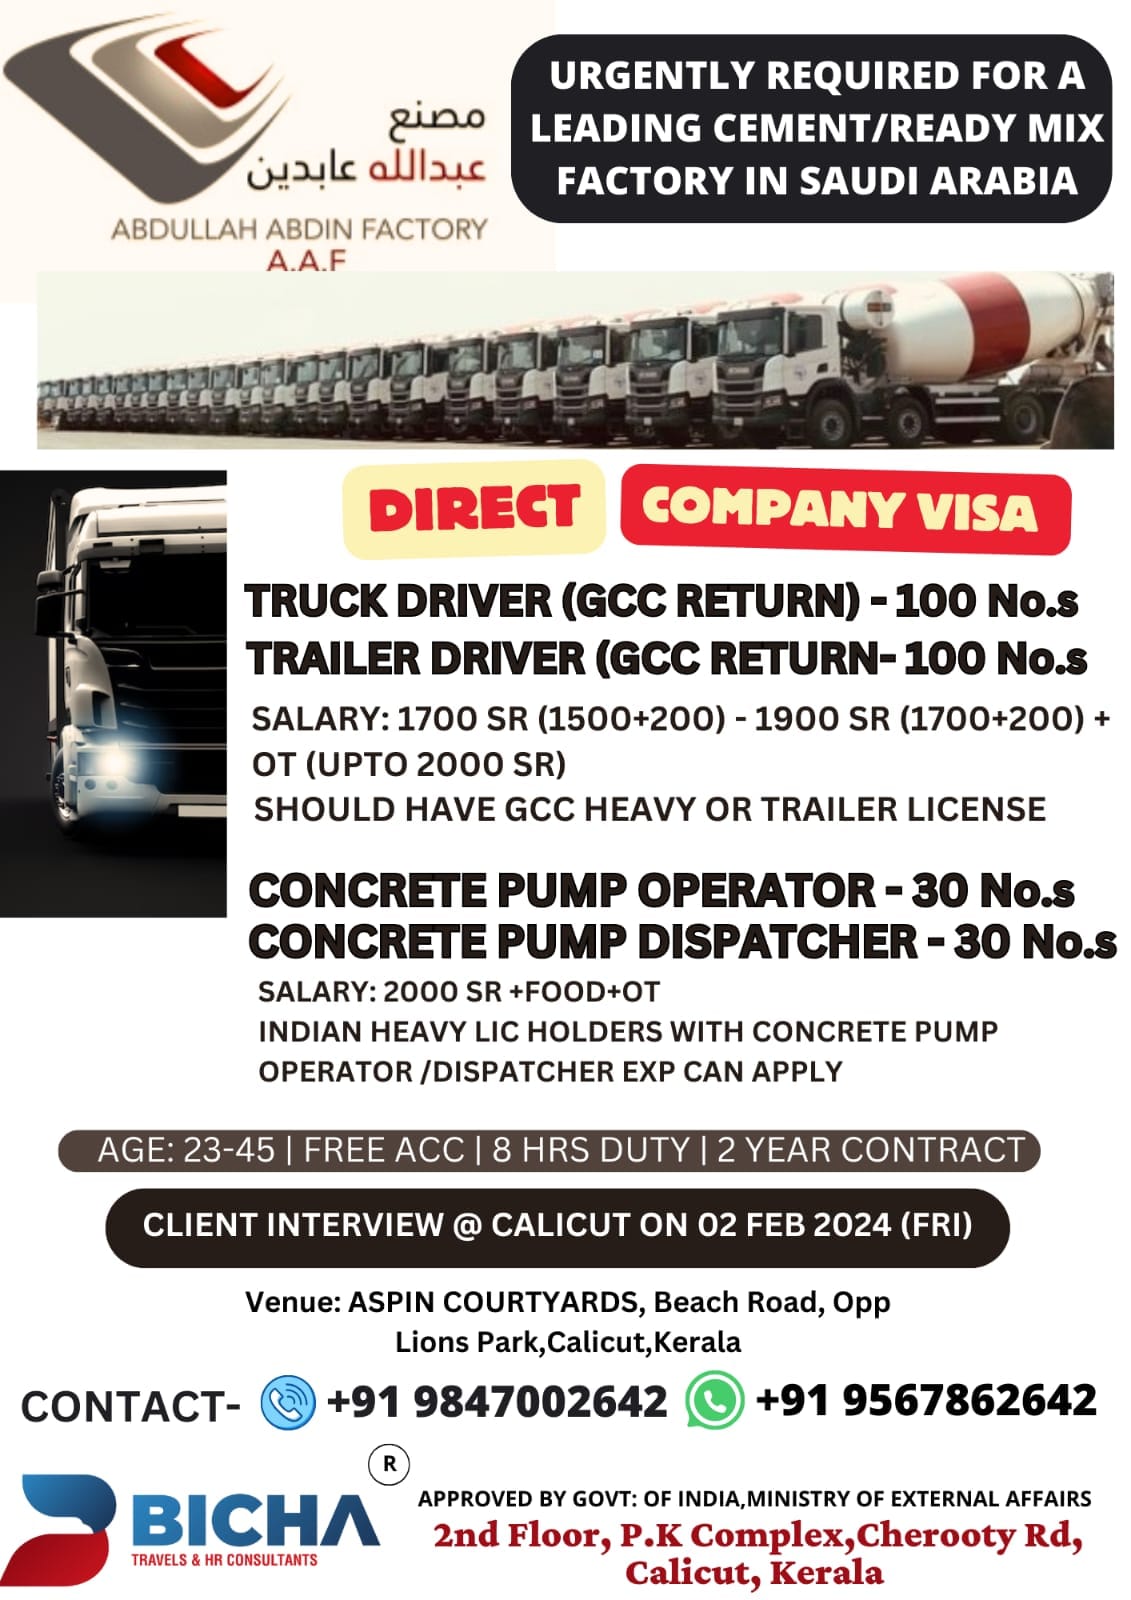 مصنع
عبدالله عابدين
ABDULLAH ABDIN FACTORY
A.A.F
URGENTLY REQUIRED FOR A
LEADING CEMENT/READY MIX
FACTORY IN SAUDI ARABIA
DIRECT COMPANY VISA
TRUCK DRIVER (GCC RETURN) - 100 No.s
TRAILER DRIVER (GCC RETURN- 100 No.s
SALARY: 1700 SR (1500+200) - 1900 SR (1700+200) +
OT (UPTO 2000 SR)
SHOULD HAVE GCC HEAVY OR TRAILER LICENSE
CONCRETE PUMP OPERATOR - 30 No.s
CONCRETE PUMP DISPATCHER - 30 No.s
SALARY: 2000 SR +FOOD+OT
INDIAN HEAVY LIC HOLDERS WITH CONCRETE PUMP
OPERATOR /DISPATCHER EXP CAN APPLY
AGE: 23-45 | FREE ACC | 8 HRS DUTY | 2 YEAR CONTRACT
CLIENT INTERVIEW @ CALICUT ON 02 FEB 2024 (FRI)
Venue: ASPIN COURTYARDS, Beach Road, Opp
Lions Park,Calicut,Kerala
CONTACT- +91 9847002642 +91 9567862642
R
BICHA
TRAVELS & HR CONSULTANTS
APPROVED BY GOVT: OF INDIA,MINISTRY OF EXTERNAL AFFAIRS
2nd Floor, P.K Complex,Cherooty Rd,
Calicut, Kerala